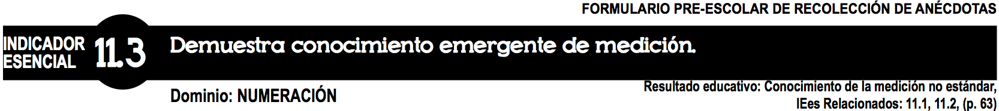 FORMULARIO PRE-ESCOLAR DE RECOLECCIÓN DE ANÉCDOTAS
INDICADOR
ESENCIAL
11.3
Demuestra conocimiento emergente de medición.
Dominio: NUMERACIÓN
Resultado educativo: Conocimiento de la medición no estándar,
IEes Relacionados: 11.1, 11.2, (p. 63)